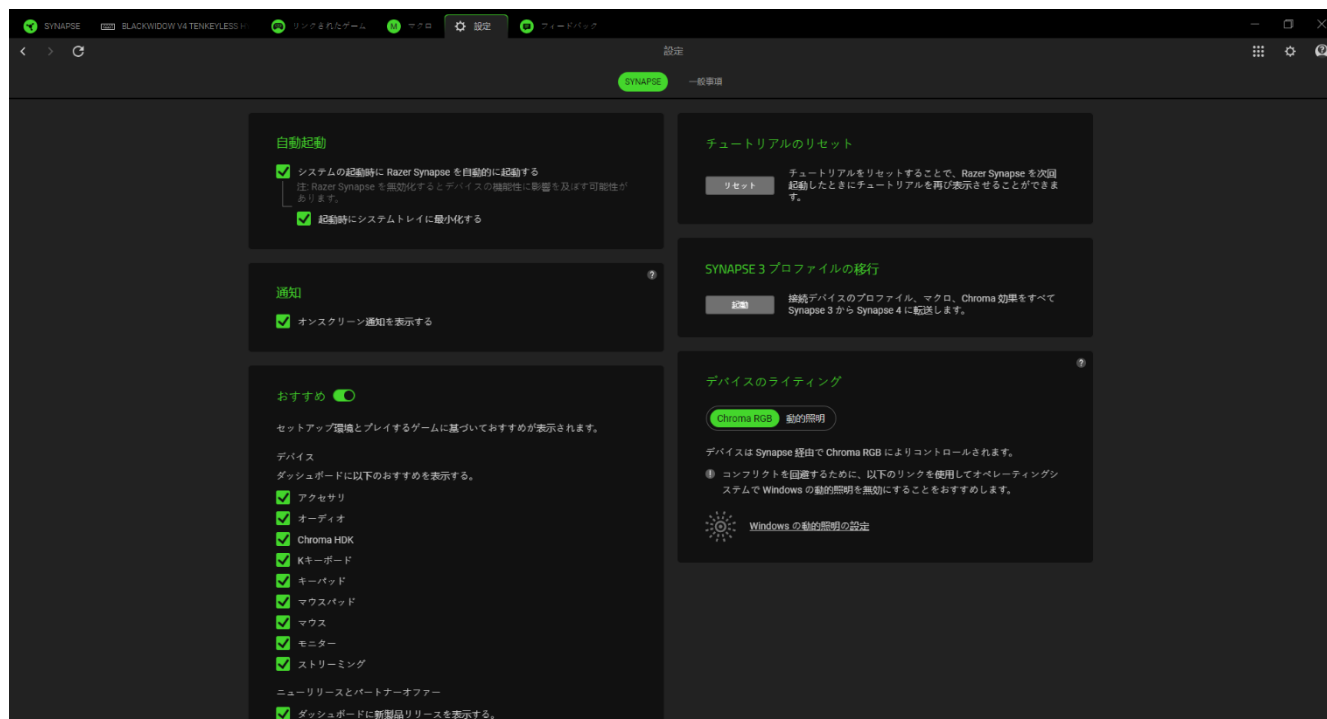 SYNAPSE
BLACKWIDOW V4 TENKEYLESS
リンクされたゲーム
マクロ
設定
フィードバック
設定
SYNAPSE
一般事項
自動起動
システムの起動時に Razer Synapse を自動的に起動する
注: Razer Synapse を無効化するとデバイスの機能性に影響を及ぼす可能性が
あります。
起動時にシステムトレイに最小化する
通知
オンスクリーン通知を表示する
おすすめ
セットアップ環境とプレイするゲームに基づいておすすめが表示されます。
デバイス
ダッシュボードに以下のおすすめを表示する。
アクセサリ
オーディオ
Chroma HDK
Kキーボード
キーパッド
マウスパッド
マウス
モニター
ストリーミング
ニューリリースとパートナーオファー
ダッシュボードに新製品リリースを表示する。
チュートリアルのリセット
リセット
チュートリアルをリセットすることで、Razer Synapse を次回
起動したときにチュートリアルを再び表示させることができま
す。
SYNAPSE 3 プロファイルの移行
起動
接続デバイスのプロファイル、マクロ、Chroma 効果をすべて
Synapse 3 から Synapse 4 に転送します。
デバイスのライティング
Chroma RGB
動的照明
デバイスは Synapse 経由で Chroma RGB によりコントロールされます。
コンフリクトを回避するために、以下のリンクを使用してオペレーティングシ
ステムで Windows の動的照明を無効にすることをおすすめします。
Windows の動的照明の設定